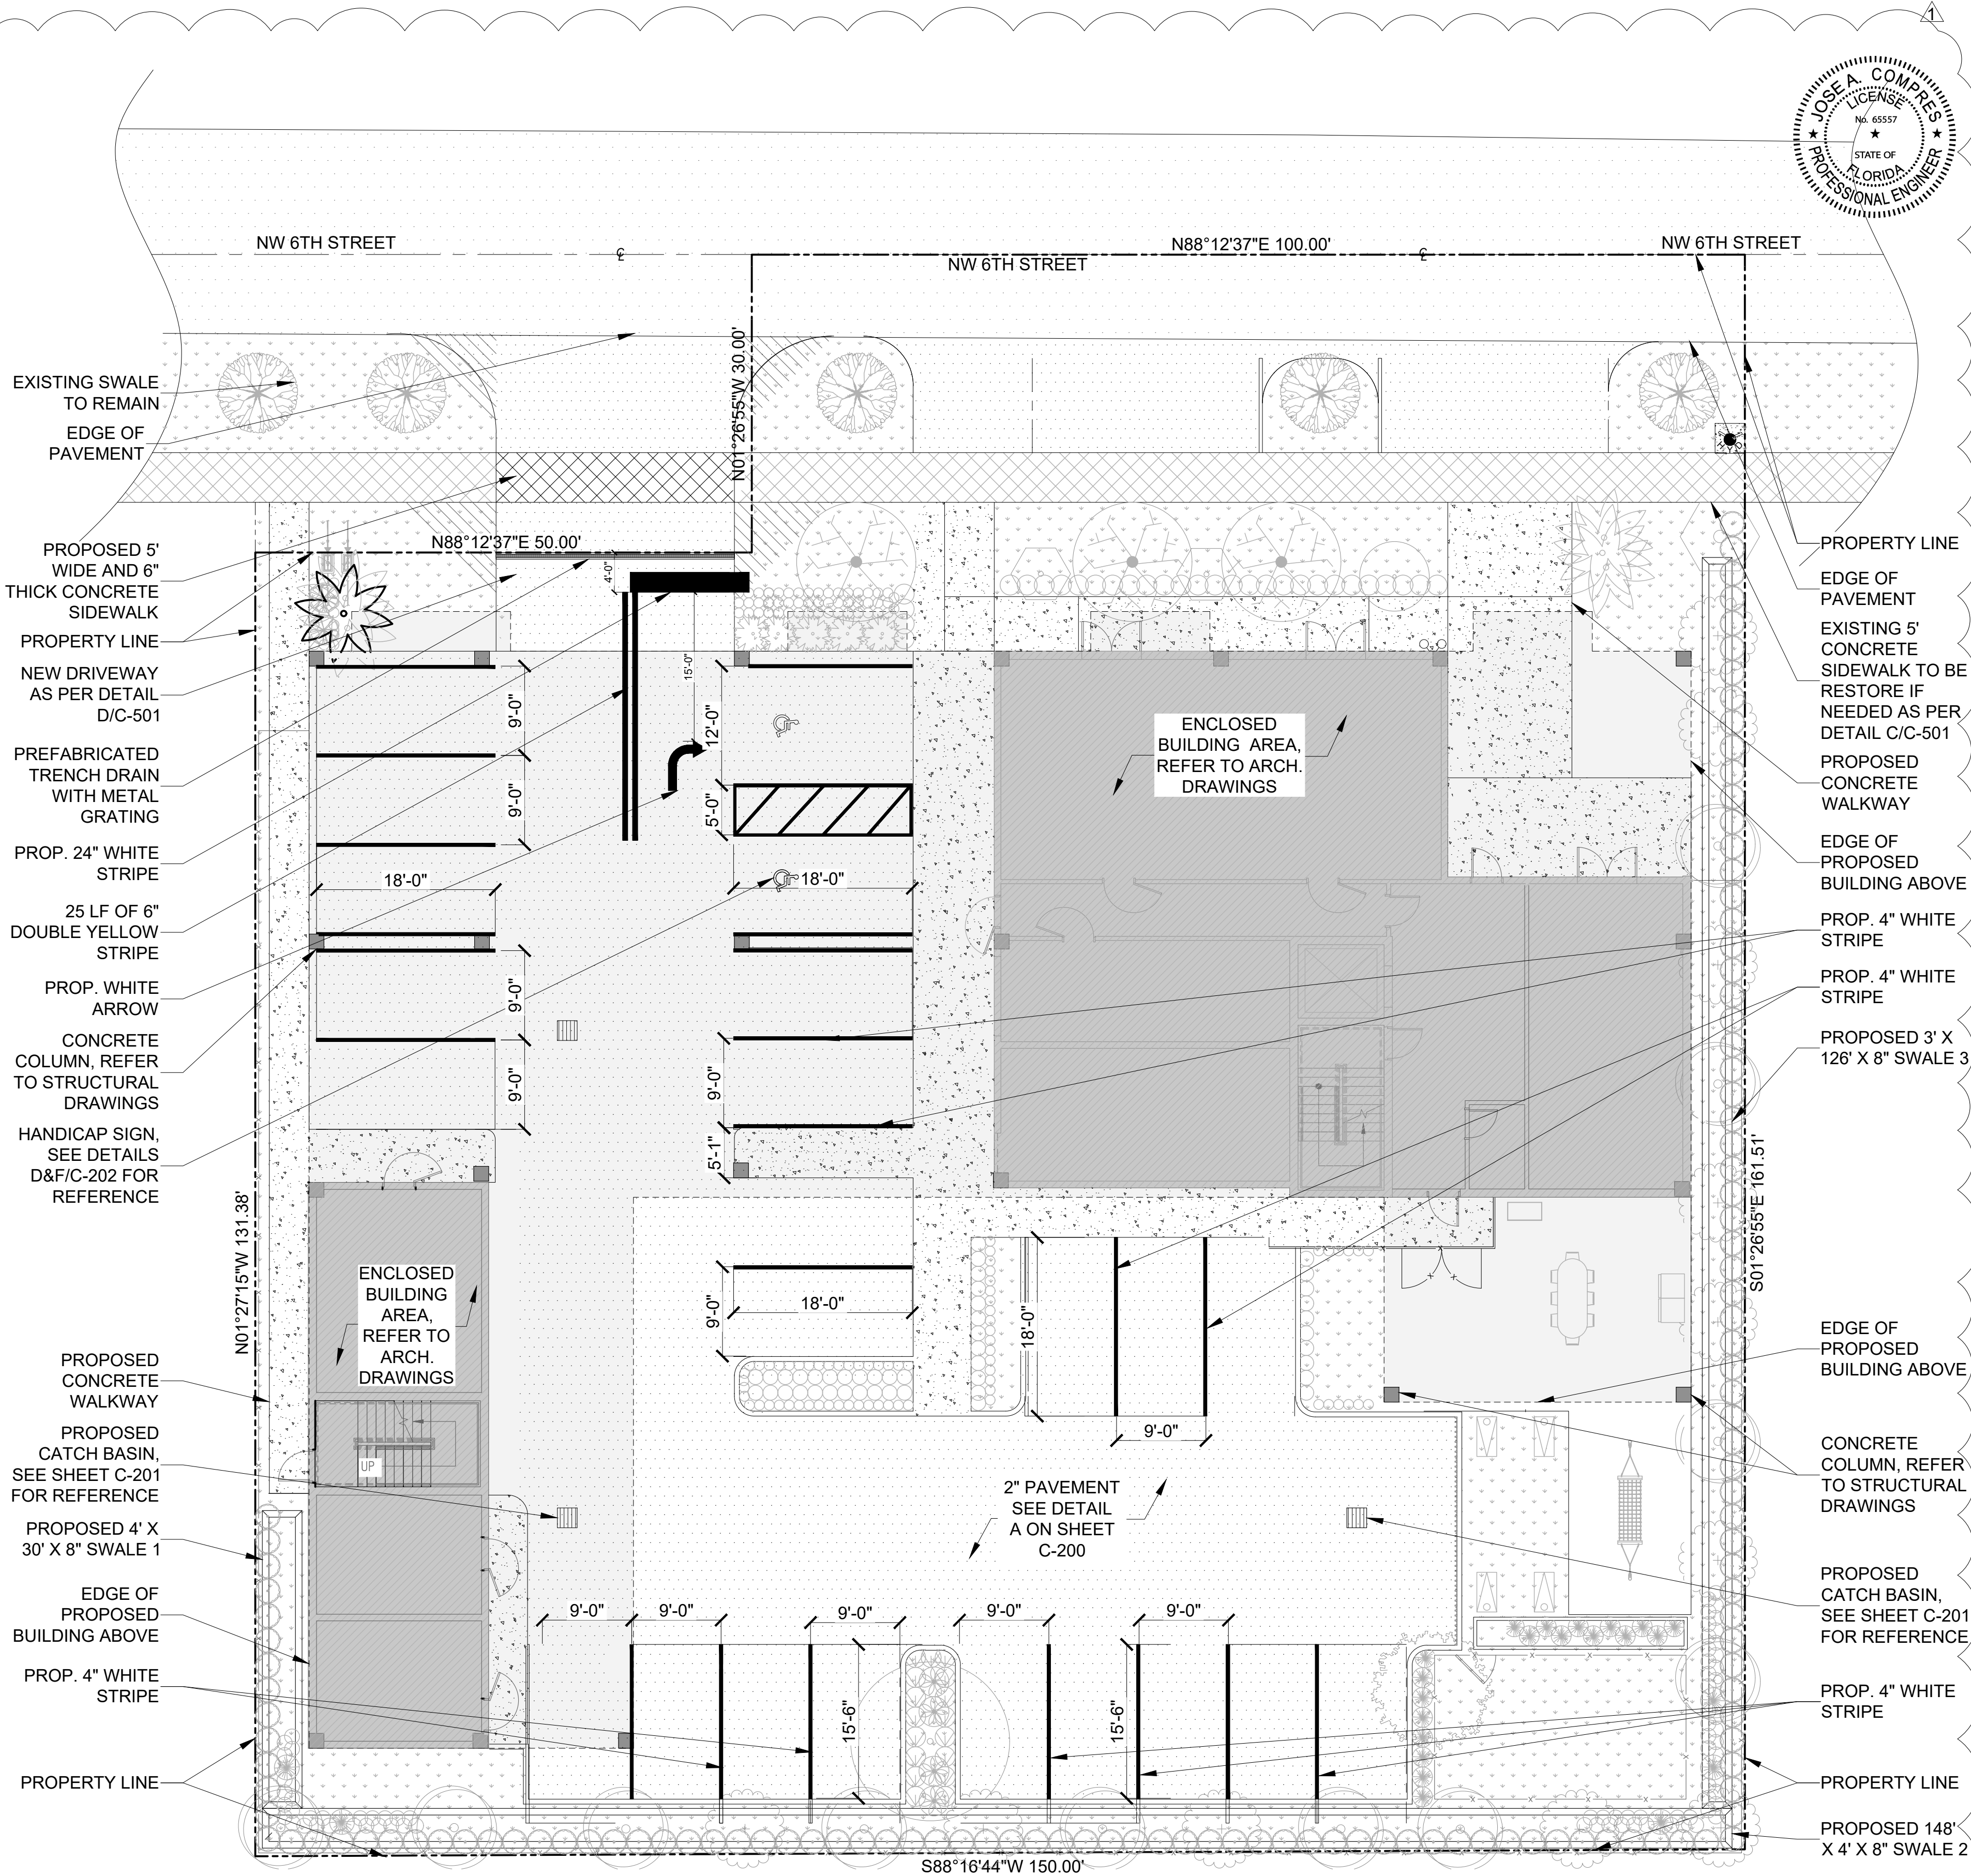 1
JOSE A. COMPRES
LICENSE
No. 65557
STATE OF
FLORIDA
PROFESSIONAL ENGINEER
NW 6TH STREET
N88°12'37"E 100.00'
NW 6TH STREET
NW 6TH STREET
N01°26'55"W 30.00'
N88°12'37"E 50.00'
EXISTING SWALE
TO REMAIN
EDGE OF
PAVEMENT
PROPOSED 5'
WIDE AND 6"
THICK CONCRETE
SIDEWALK
PROPERTY LINE
NEW DRIVEWAY
AS PER DETAIL
D/C-501
PREFABRICATED
TRENCH DRAIN
WITH METAL
GRATING
PROP. 24" WHITE
STRIPE
25 LF OF 6"
DOUBLE YELLOW
STRIPE
PROP. WHITE
ARROW
CONCRETE
COLUMN, REFER
TO STRUCTURAL
DRAWINGS
HANDICAP SIGN,
SEE DETAILS
D&F/C-202 FOR
REFERENCE
N01°27'15"W 131.38'
PROPOSED
CONCRETE
WALKWAY
PROPOSED
CATCH BASIN,
SEE SHEET C-201
FOR REFERENCE
PROPOSED 4' X
30' X 8" SWALE 1
EDGE OF
PROPOSED
BUILDING ABOVE
PROP. 4" WHITE
STRIPE
PROPERTY LINE
4'-0"
15'-0"
9'-0"
12'-0"
9'-0"
5'-0"
18'-0"
18'-0"
9'-0"
9'-0"
9'-0"
5'-1"
ENCLOSED
BUILDING AREA,
REFER TO ARCH.
DRAWINGS
ENCLOSED
BUILDING
AREA,
REFER TO
ARCH.
DRAWINGS
UP
9'-0"
18'-0"
18'-0"
9'-0"
2" PAVEMENT
SEE DETAIL
A ON SHEET
C-200
9'-0"
9'-0"
9'-0"
9'-0"
9'-0"
15'-6"
15'-6"
S88°16'44"W 150.00'
PROPERTY LINE
EDGE OF
PAVEMENT
EXISTING 5'
CONCRETE
SIDEWALK TO BE
RESTORE IF
NEEDED AS PER
DETAIL C/C-501
PROPOSED
CONCRETE
WALKWAY
EDGE OF
PROPOSED
BUILDING ABOVE
PROP. 4" WHITE
STRIPE
PROP. 4" WHITE
STRIPE
PROPOSED 3' X
126' X 8" SWALE 3
S01°26'55"E 161.51'
EDGE OF
PROPOSED
BUILDING ABOVE
CONCRETE
COLUMN, REFER
TO STRUCTURAL
DRAWINGS
PROPOSED
CATCH BASIN,
SEE SHEET C-201
FOR REFERENCE
PROP. 4" WHITE
STRIPE
PROPERTY LINE
PROPOSED 148'
X 4' X 8" SWALE 2